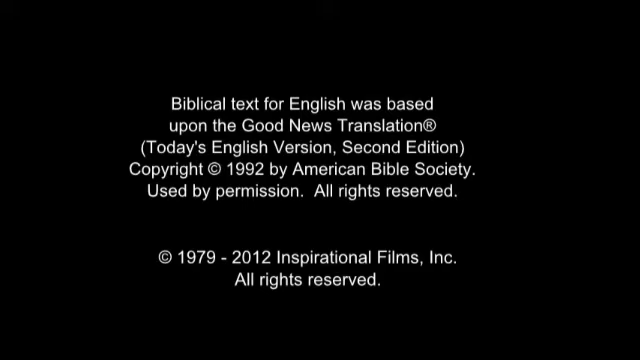 Biblical text for English was based
upon the Good News Translation®
(Today's English Version, Second Edition)
Copyright © 1992 by American Bible Society.
Used by permission.  All rights reserved.
© 1979 - 2012 Inspirational Films, Inc.
All rights reserved.